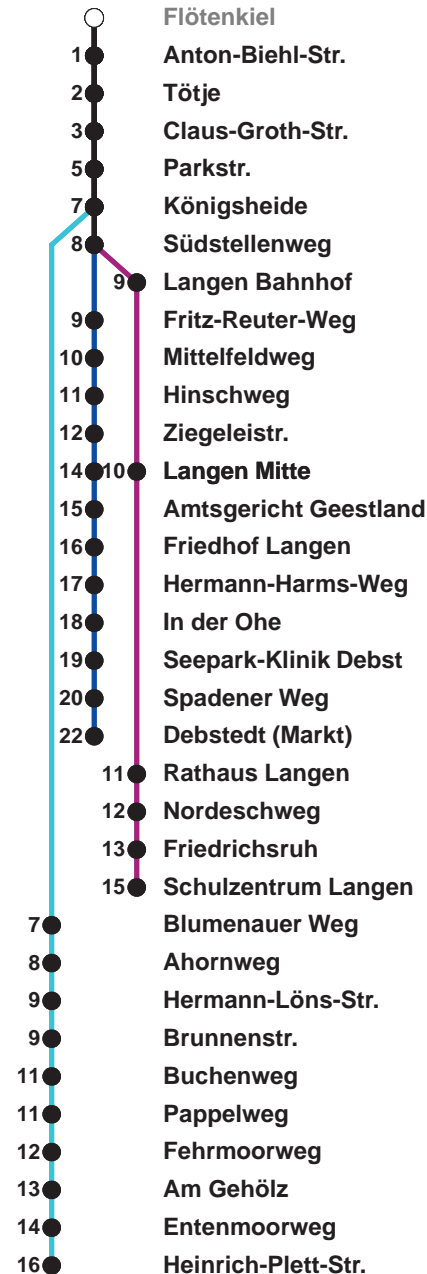 Flötenkiel
1 Anton-Biehl-Str.
2 Tötje
3 Claus-Groth-Str.
5 Parkstr.
7 Königsheide
8 Südstellenweg
9 Langen Bahnhof
9 Fritz-Reuter-Weg
10 Mittelfeldweg
11 Hinschweg
12 Ziegeleistr.
14 10 Langen Mitte
15 Amtsgericht Geestland
16 Friedhof Langen
17 Hermann-Harms-Weg
18 In der Ohe
19 Seepark-Klinik Debst
20 Spadener Weg
22 Debstedt (Markt)
11 Rathaus Langen
12 Nordeschweg
13 Friedrichsruh
15 Schulzentrum Langen
7 Blumenauer Weg
8 Ahornweg
9 Hermann-Löns-Str.
9 Brunnenstr.
11 Buchenweg
11 Pappelweg
12 Fehrmoorweg
13 Am Gehölz
14 Entenmoorweg
16 Heinrich-Plett-Str.